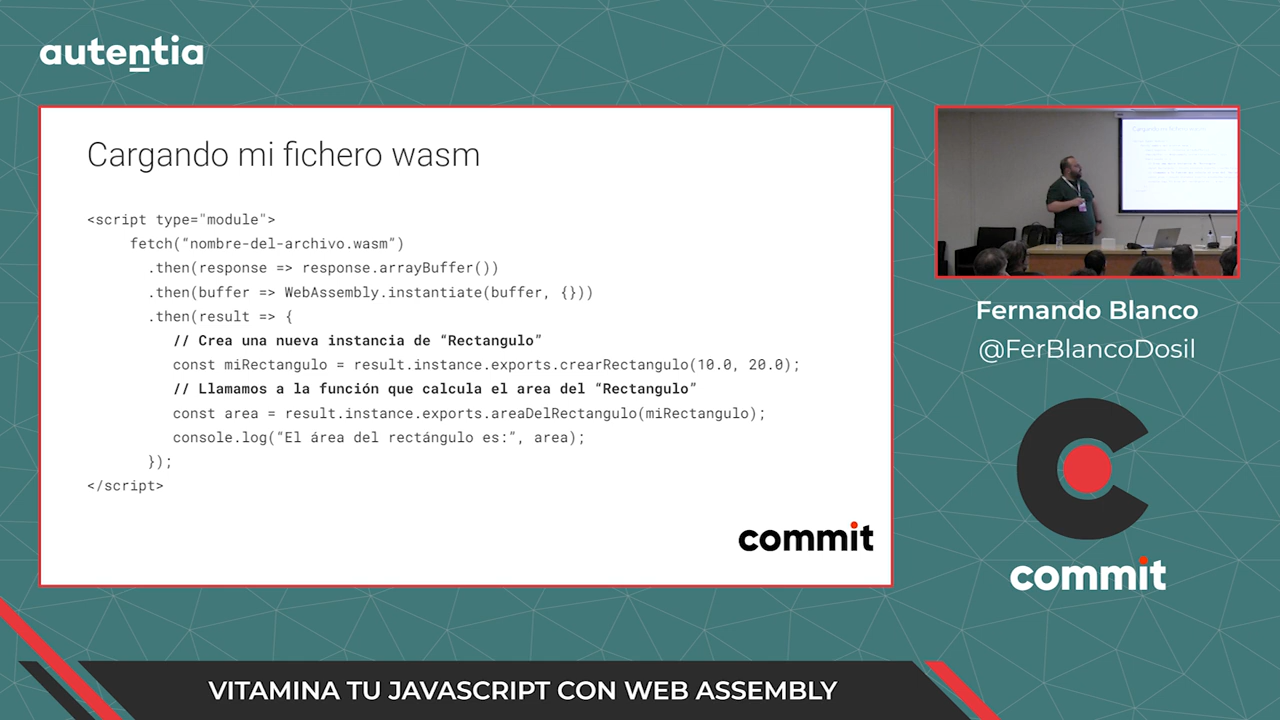 autentia
Cargando mi fichero wasm
<script type="module">
fetch(“nombre-del-archivo.wasm”)
.then(response => response.arrayBuffer())
.then(buffer => WebAssembly.instantiate(buffer, {}))
.then(result => {
// Crea una nueva instancia de “Rectangulo”
const miRectangulo = result.instance.exports.crearRectangulo(10.0, 20.0);
// Llamamos a la función que calcula el area del “Rectangulo”
const area = result.instance.exports.areaDelRectangulo(miRectangulo);
console.log(“El área del rectángulo es:”, area);
});
</script>
commit
Cargando mi fichero wasm
Fernando Blanco
@FerBlancoDosil
commit
VITAMINA TU JAVASCRIPT CON WEB ASSEMBLY